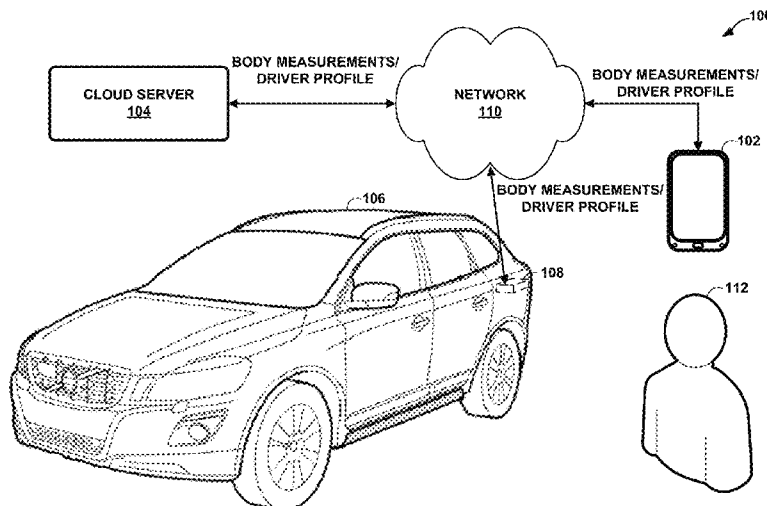 100
BODY MEASUREMENTS/
DRIVER PROFILE
CLOUD SERVER
104
NETWORK
110
BODY MEASUREMENTS/
DRIVER PROFILE
102
BODY MEASUREMENTS/
DRIVER PROFILE
106
108
112